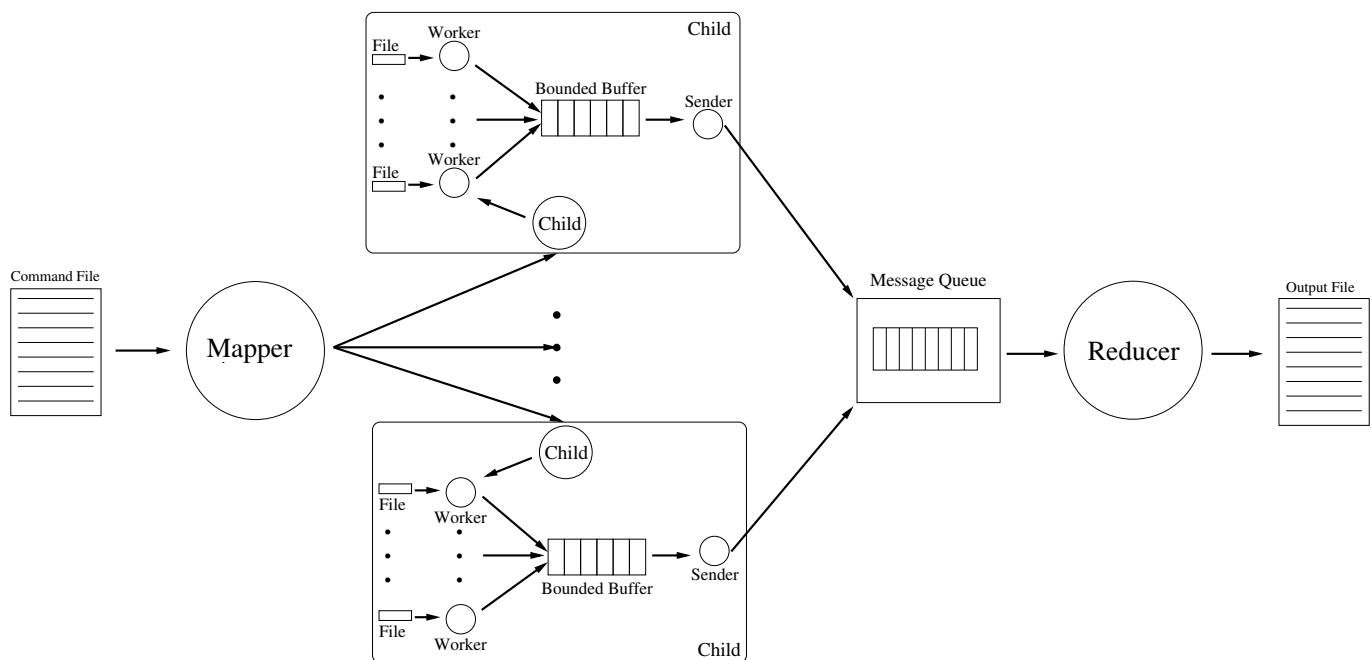 Child
Worker
File
Bounded Buffer
Sender
Worker
File
Child
Command File
Mapper
Message Queue
Reducer
Output File
Child
File
Worker
Bounded Buffer
Sender
File
Worker
Child